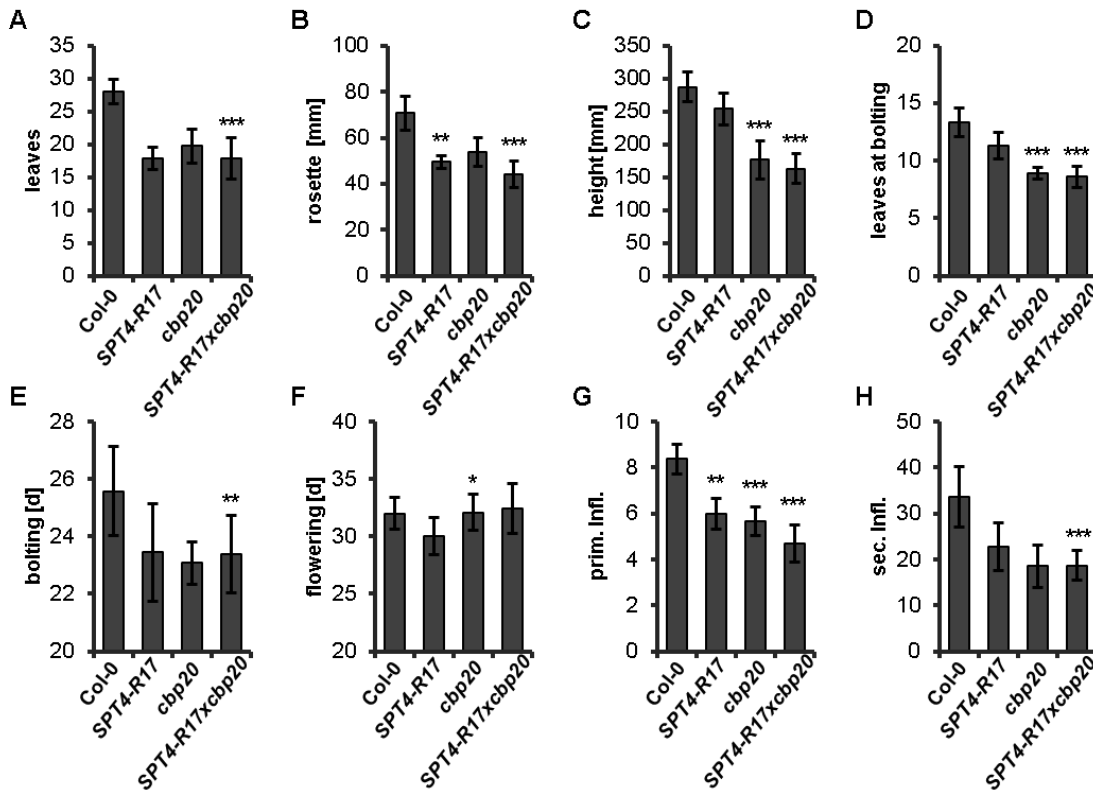 A
leaves
35
30
25
20
15
10
5
0
***
Col-0
SPT4-R17
cbp20
SPT4-R17xcbp20
B
rosette [mm]
100
80
60
40
20
0
**
***
Col-0
SPT4-R17
cbp20
SPT4-R17xcbp20
C
height [mm]
350
300
250
200
150
100
50
0
***
***
Col-0
SPT4-R17
cbp20
SPT4-R17xcbp20
D
leaves at bolting
20
15
10
5
0
***
***
Col-0
SPT4-R17
cbp20
SPT4-R17xcbp20
E
bolting [d]
28
26
24
22
20
**
Col-0
SPT4-R17
cbp20
SPT4-R17xcbp20
F
flowering [d]
40
35
30
25
20
*
Col-0
SPT4-R17
cbp20
SPT4-R17xcbp20
G
prim. Infl.
10
8
6
4
2
0
**
***
***
Col-0
SPT4-R17
cbp20
SPT4-R17xcbp20
H
sec. Infl.
50
40
30
20
10
0
***
Col-0
SPT4-R17
cbp20
SPT4-R17xcbp20